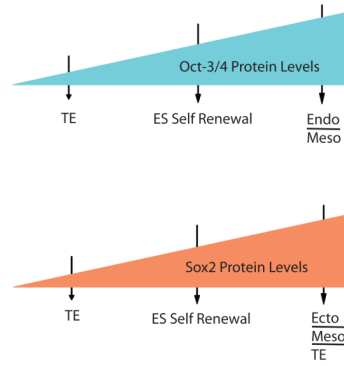 Oct-3/4 Protein Levels
TE
ES Self Renewal
Endo
Meso
Sox2 Protein Levels
TE
ES Self Renewal
Ecto
Meso
TE